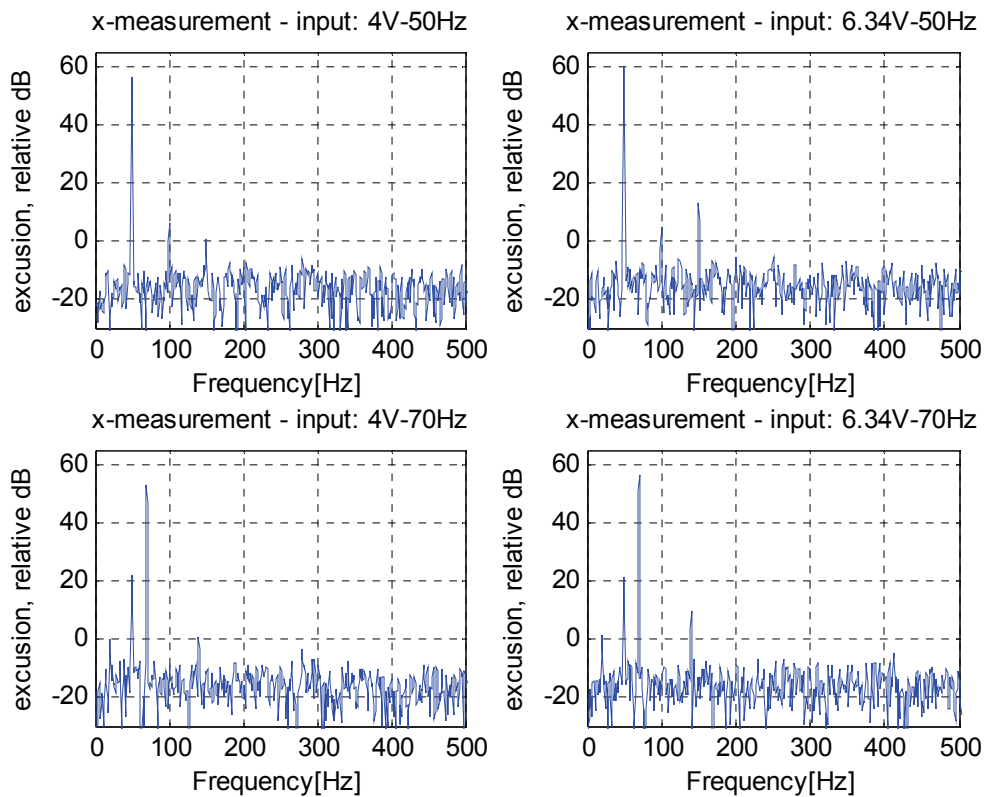 x-measurement - input: 4V-50Hz
60
40
20
0
-20
excusion, relative dB
0 100 200 300 400 500
Frequency[Hz]
x-measurement - input: 6.34V-50Hz
60
40
20
0
-20
excusion, relative dB
0 100 200 300 400 500
Frequency[Hz]
x-measurement - input: 4V-70Hz
60
40
20
0
-20
excusion, relative dB
0 100 200 300 400 500
Frequency[Hz]
x-measurement - input: 6.34V-70Hz
60
40
20
0
-20
excusion, relative dB
0 100 200 300 400 500
Frequency[Hz]